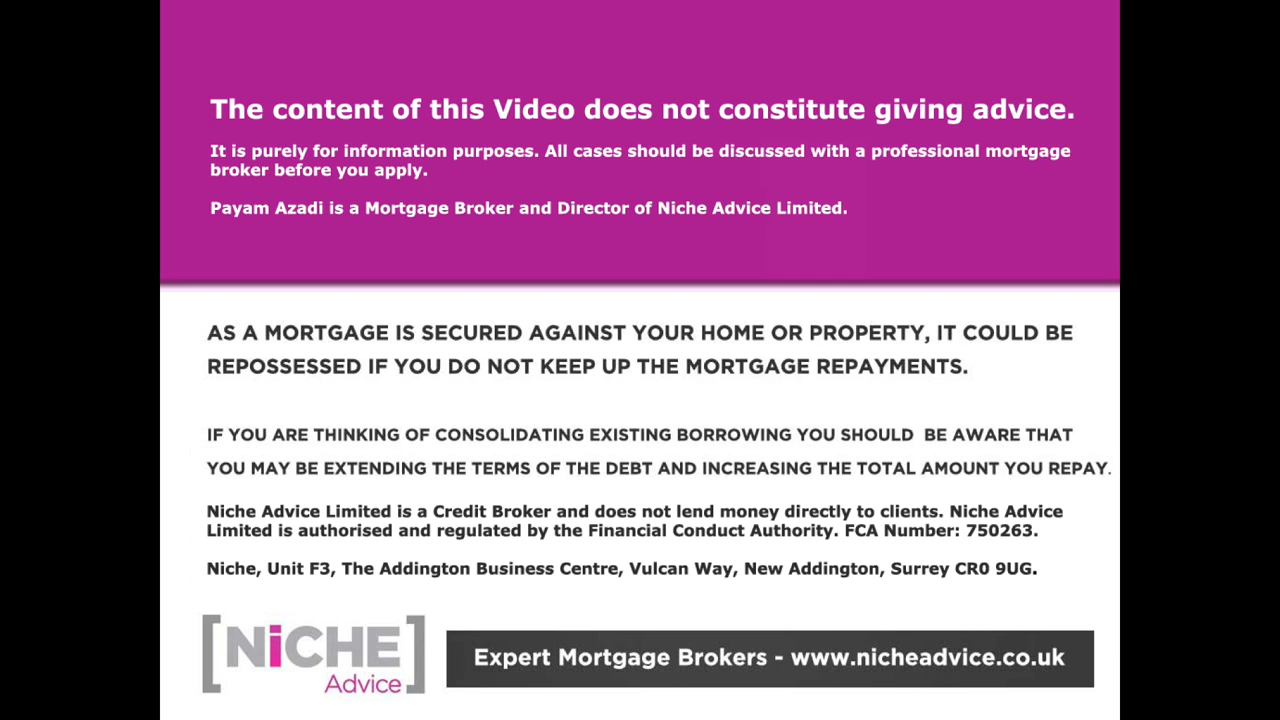 The content of this Video does not constitute giving advice.
It is purely for information purposes. All cases should be discussed with a professional mortgage
broker before you apply.
Payam Azadi is a Mortgage Broker and Director of Niche Advice Limited.
AS A MORTGAGE IS SECURED AGAINST YOUR HOME OR PROPERTY, IT COULD BE
REPOSSESSED IF YOU DO NOT KEEP UP THE MORTGAGE REPAYMENTS.
IF YOU ARE THINKING OF CONSOLIDATING EXISTING BORROWING YOU SHOULD BE AWARE THAT
YOU MAY BE EXTENDING THE TERMS OF THE DEBT AND INCREASING THE TOTAL AMOUNT YOU REPAY.
Niche Advice Limited is a Credit Broker and does not lend money directly to clients. Niche Advice
Limited is authorised and regulated by the Financial Conduct Authority. FCA Number: 750263.
Niche, Unit F3, The Addington Business Centre, Vulcan Way, New Addington, Surrey CR0 9UG.
[NiCHE]
Advice
Expert Mortgage Brokers - www.nicheadvice.co.uk